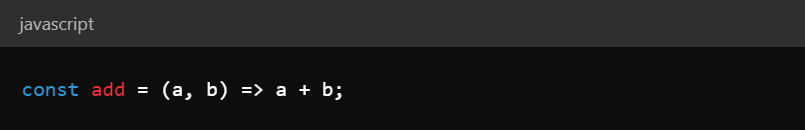 javascript
const add = (a, b) => a + b;